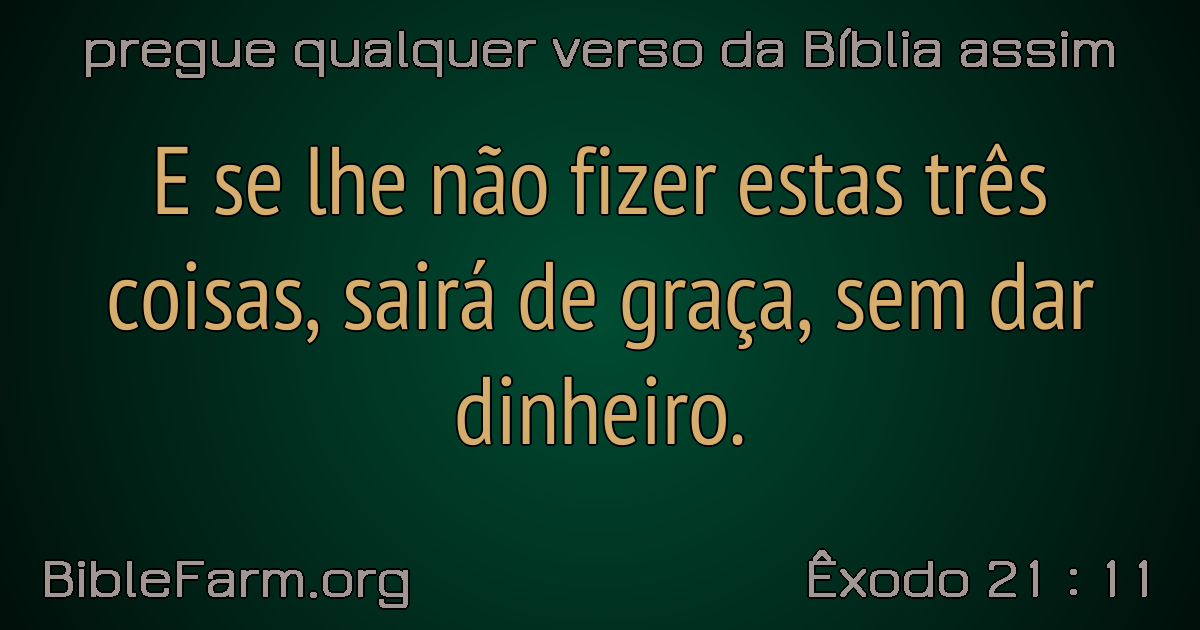 pregue qualquer verso da Bíblia assim
E se lhe não fizer estas três
coisas, sairá de graça, sem dar
dinheiro.
BibleFarm.org
Êxodo 21 : 11